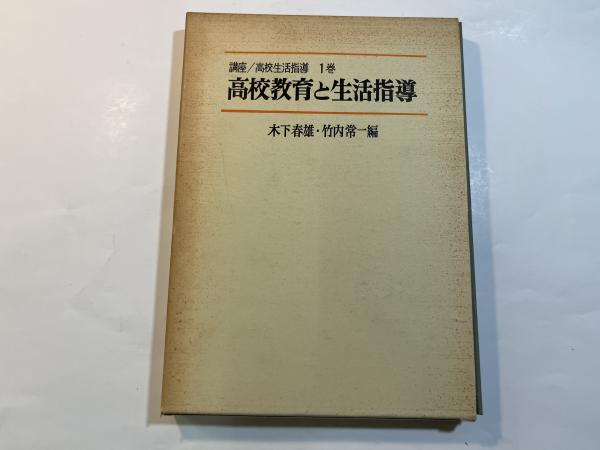 講座/高校生活指導 1巻
高校教育と生活指導
木下春雄・竹内常一編